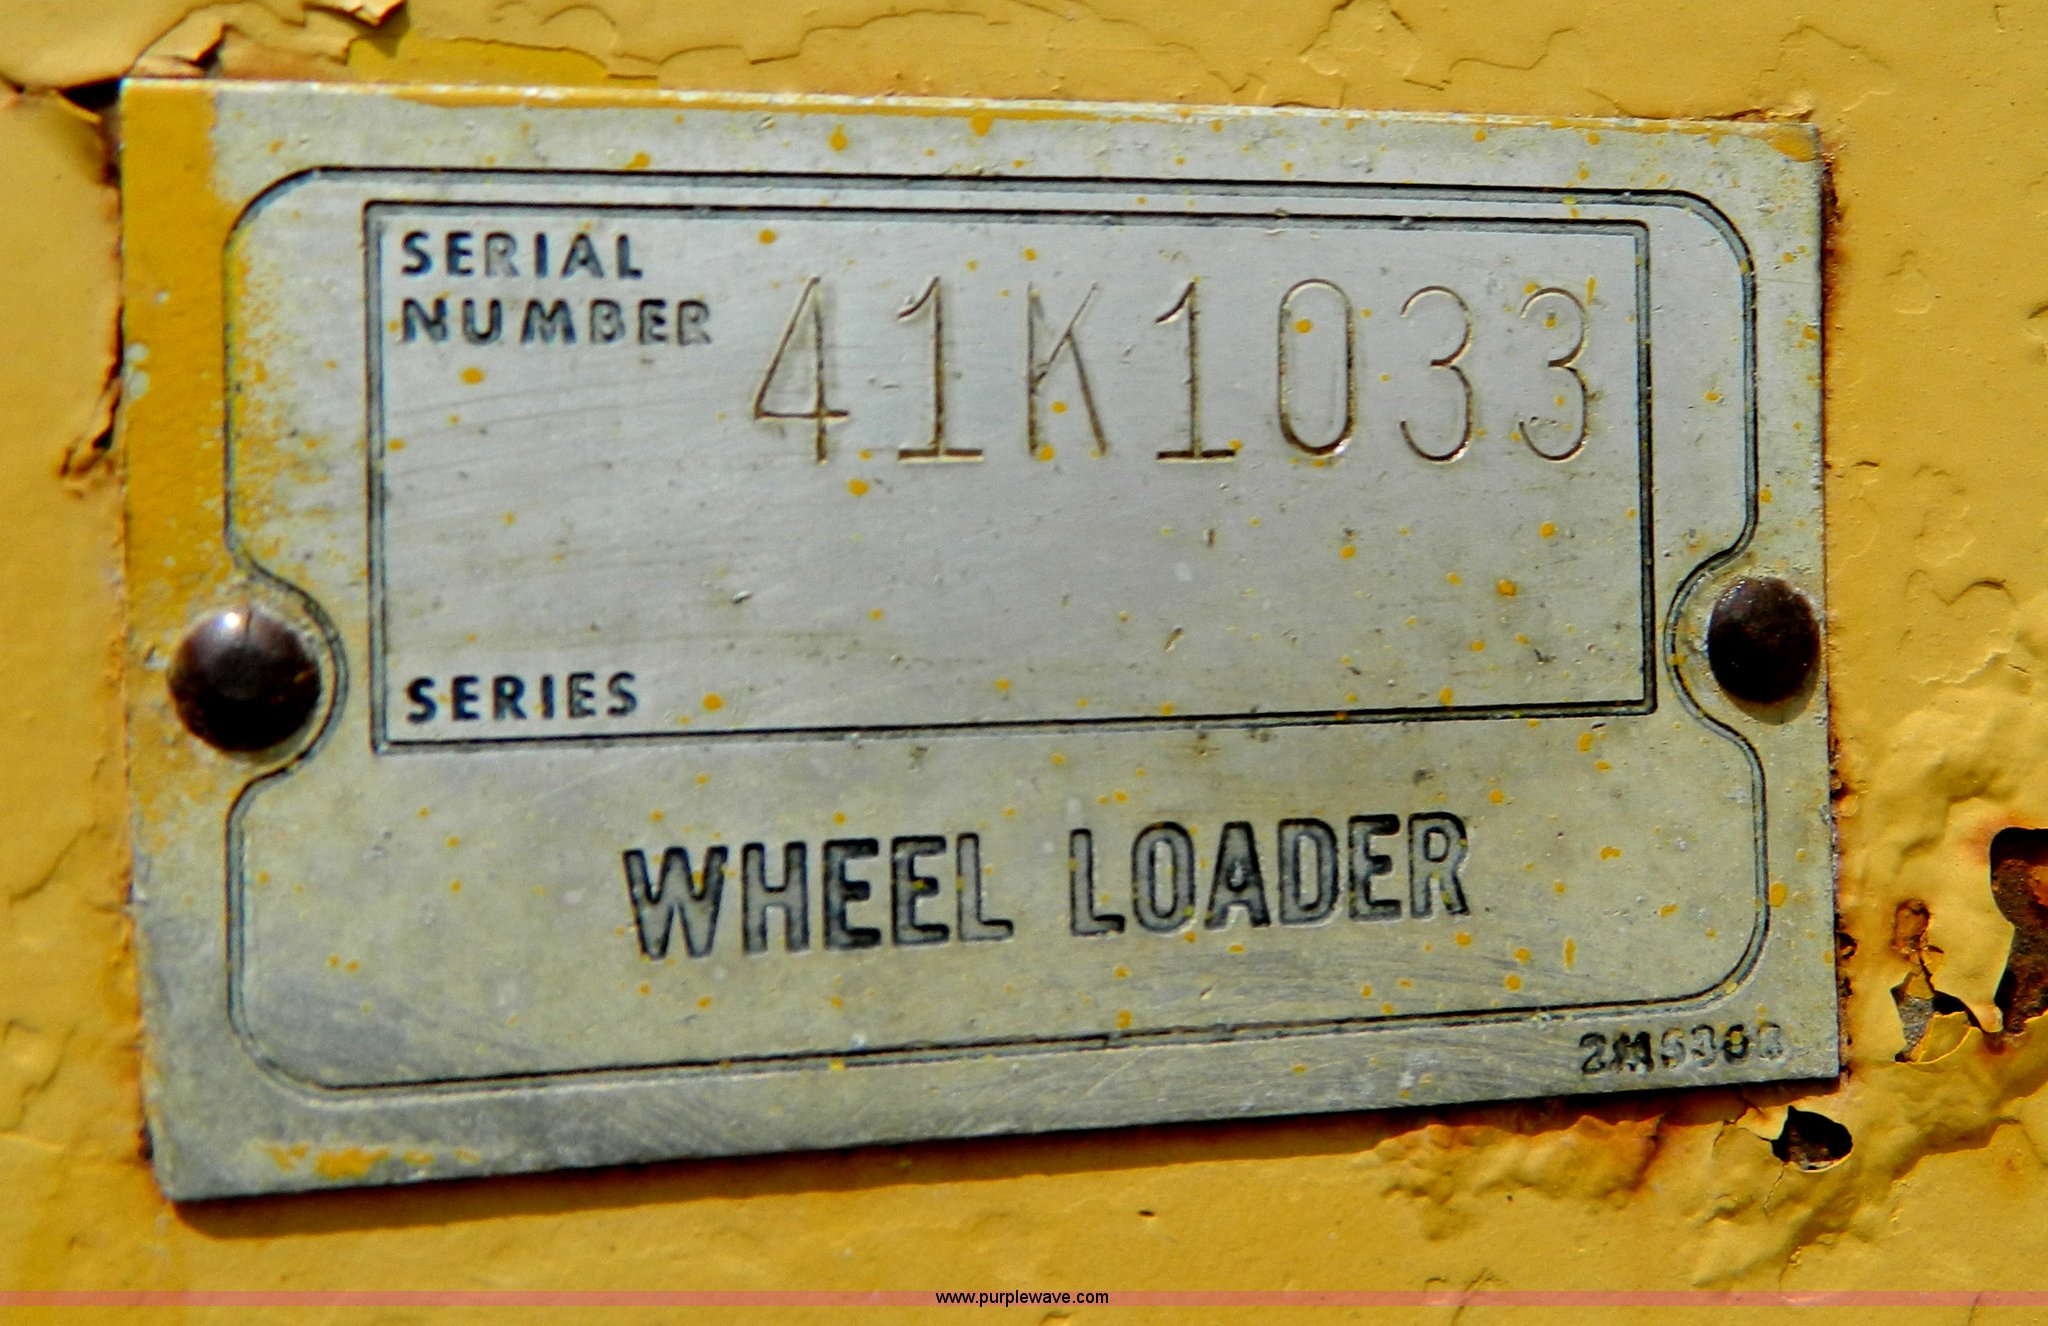 SERIAL
NUMBER 41K1033
SERIES
WHEEL LOADER
www.purplewave.com